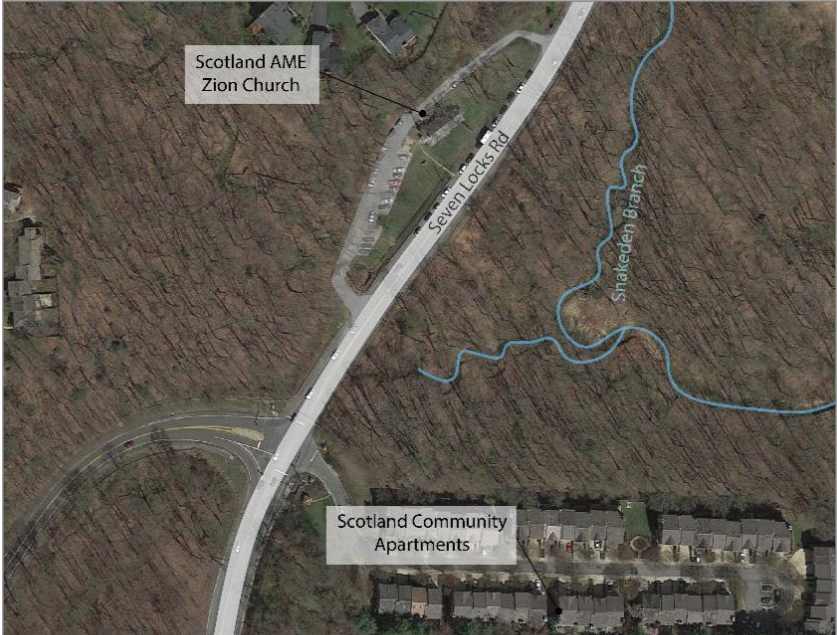 Scotland AME
Zion Church
Seven Locks Rd
Snakeden Branch
Scotland Community
Apartments